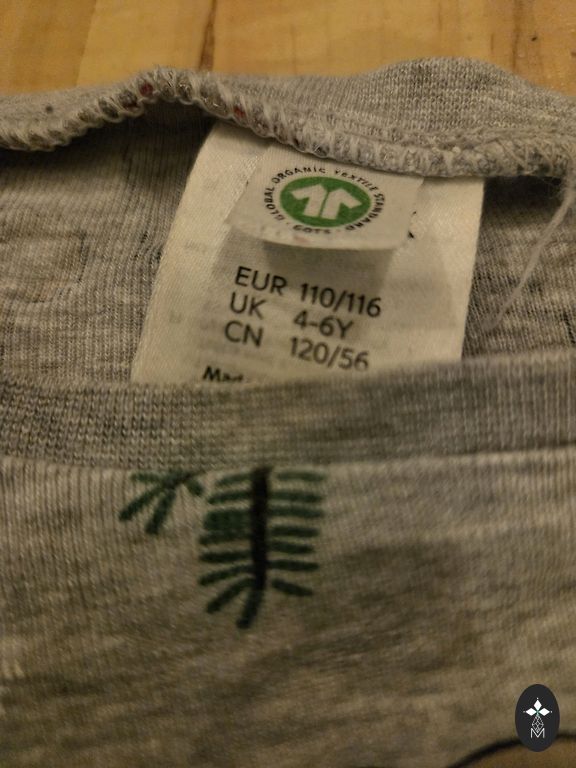 GLOBAL ORGANIC TEXTILE STANDARD
· GOTS ·
EUR 110/116
UK 4-6Y
CN 120/56
M